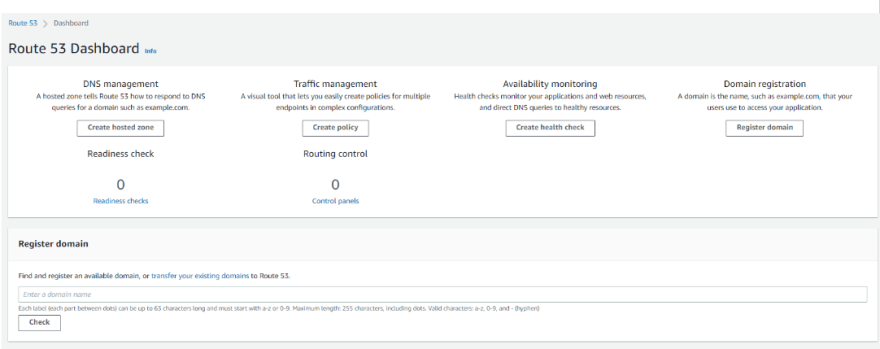 Route 53 > Dashboard
Route 53 Dashboard Info
DNS management
A hosted zone tells Route 53 how to respond to DNS
queries for a domain such as example.com.
Create hosted zone
Traffic management
A visual tool that lets you easily create policies for multiple
endpoints in complex configurations.
Create policy
Availability monitoring
Health checks monitor your applications and web resources,
and direct DNS queries to healthy resources.
Create health check
Domain registration
A domain is the name, such as example.com, that your
users use to access your application.
Register domain
Readiness check
0
Readiness checks
Routing control
0
Control panels
Register domain
Find and register an available domain, or transfer your existing domains to Route 53.
Enter a domain name
Each label (each part between dots) can be up to 63 characters long and must start with a-z or 0-9. Maximum length: 255 characters, including dots. Valid characters: a-z, 0-9, and - (hyphen)
Check